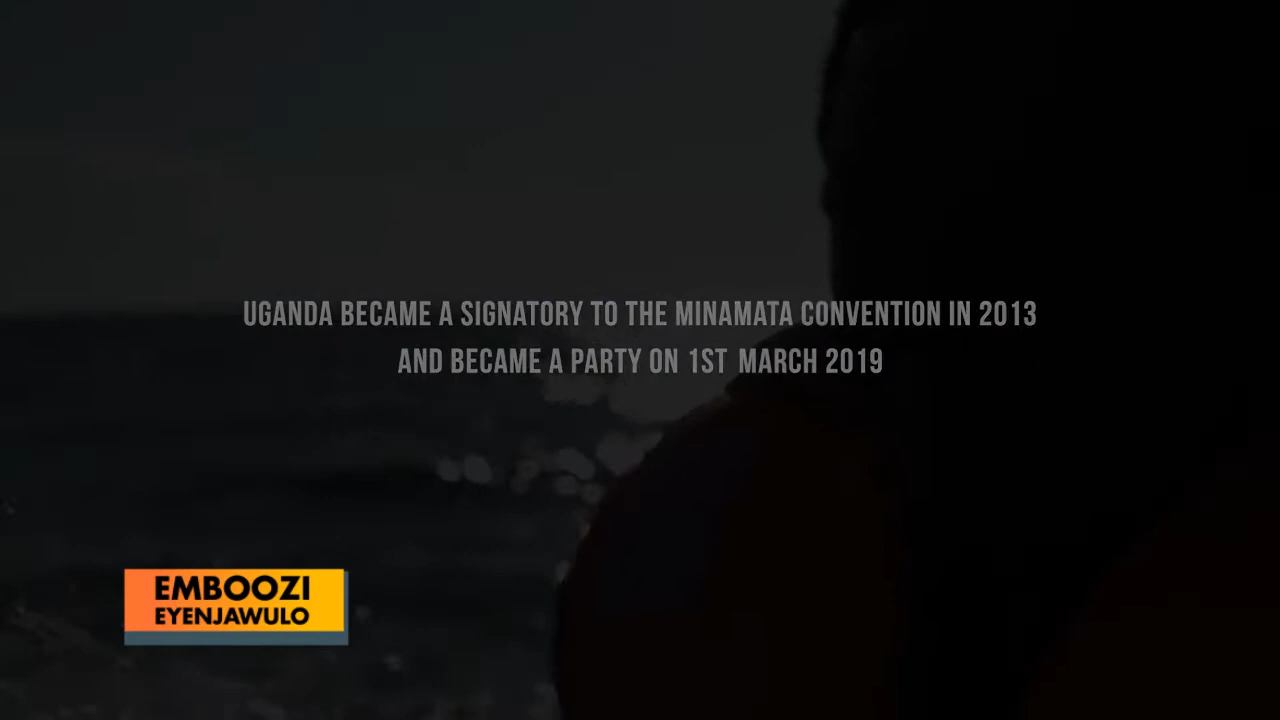 UGANDA BECAME A SIGNATORY TO THE MINAMATA CONVENTION IN 2013
AND BECAME A PARTY ON 1ST MARCH 2019
EMBOOZI
EYENJAWULO